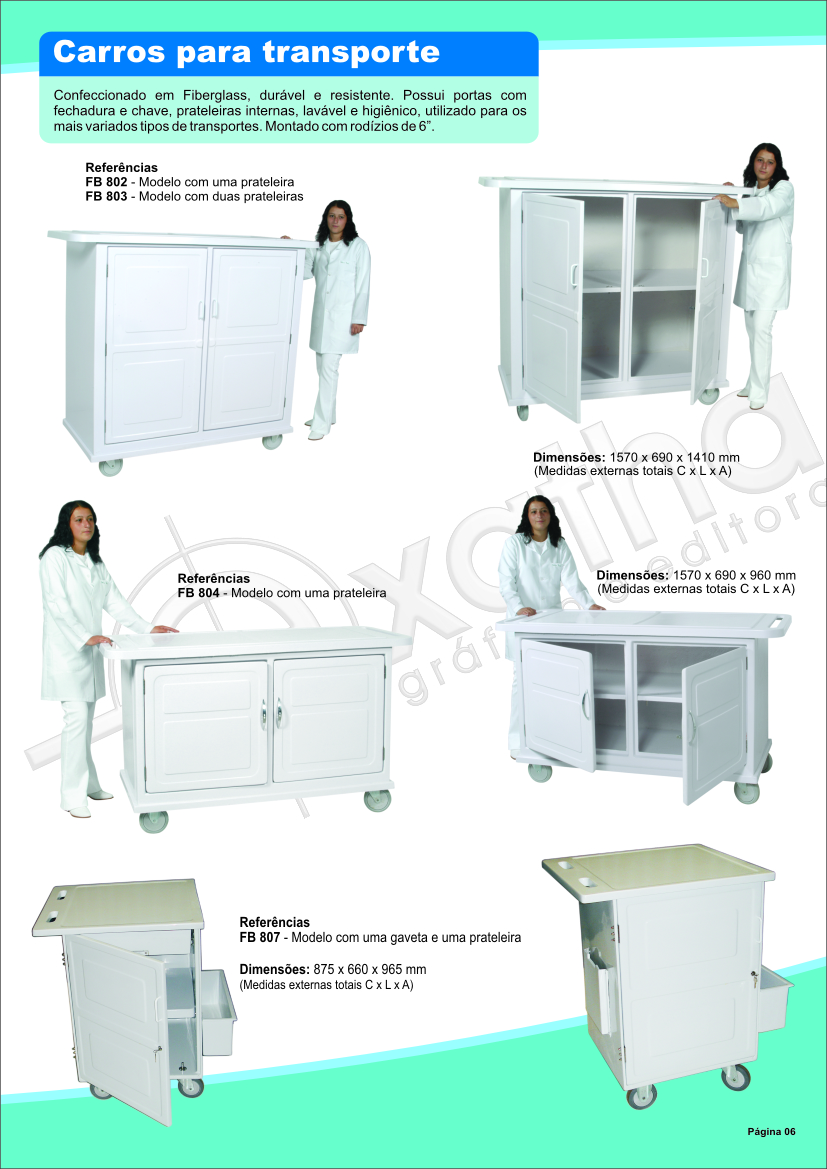 Carros para transporte
Confeccionado em Fiberglass, durável e resistente. Possui portas com
fechadura e chave, prateleiras internas, lavável e higiênico, utilizado para os
mais variados tipos de transportes. Montado com rodízios de 6”.
Referências
FB 802 - Modelo com uma prateleira
FB 803 - Modelo com duas prateleiras
Dimensões: 1570 x 690 x 1410 mm
(Medidas externas totais C x L x A)
Referências
FB 804 - Modelo com uma prateleira
Dimensões: 1570 x 690 x 960 mm
(Medidas externas totais C x L x A)
Referências
FB 807 - Modelo com uma gaveta e uma prateleira
Dimensões: 875 x 660 x 965 mm
(Medidas externas totais C x L x A)
Página 06